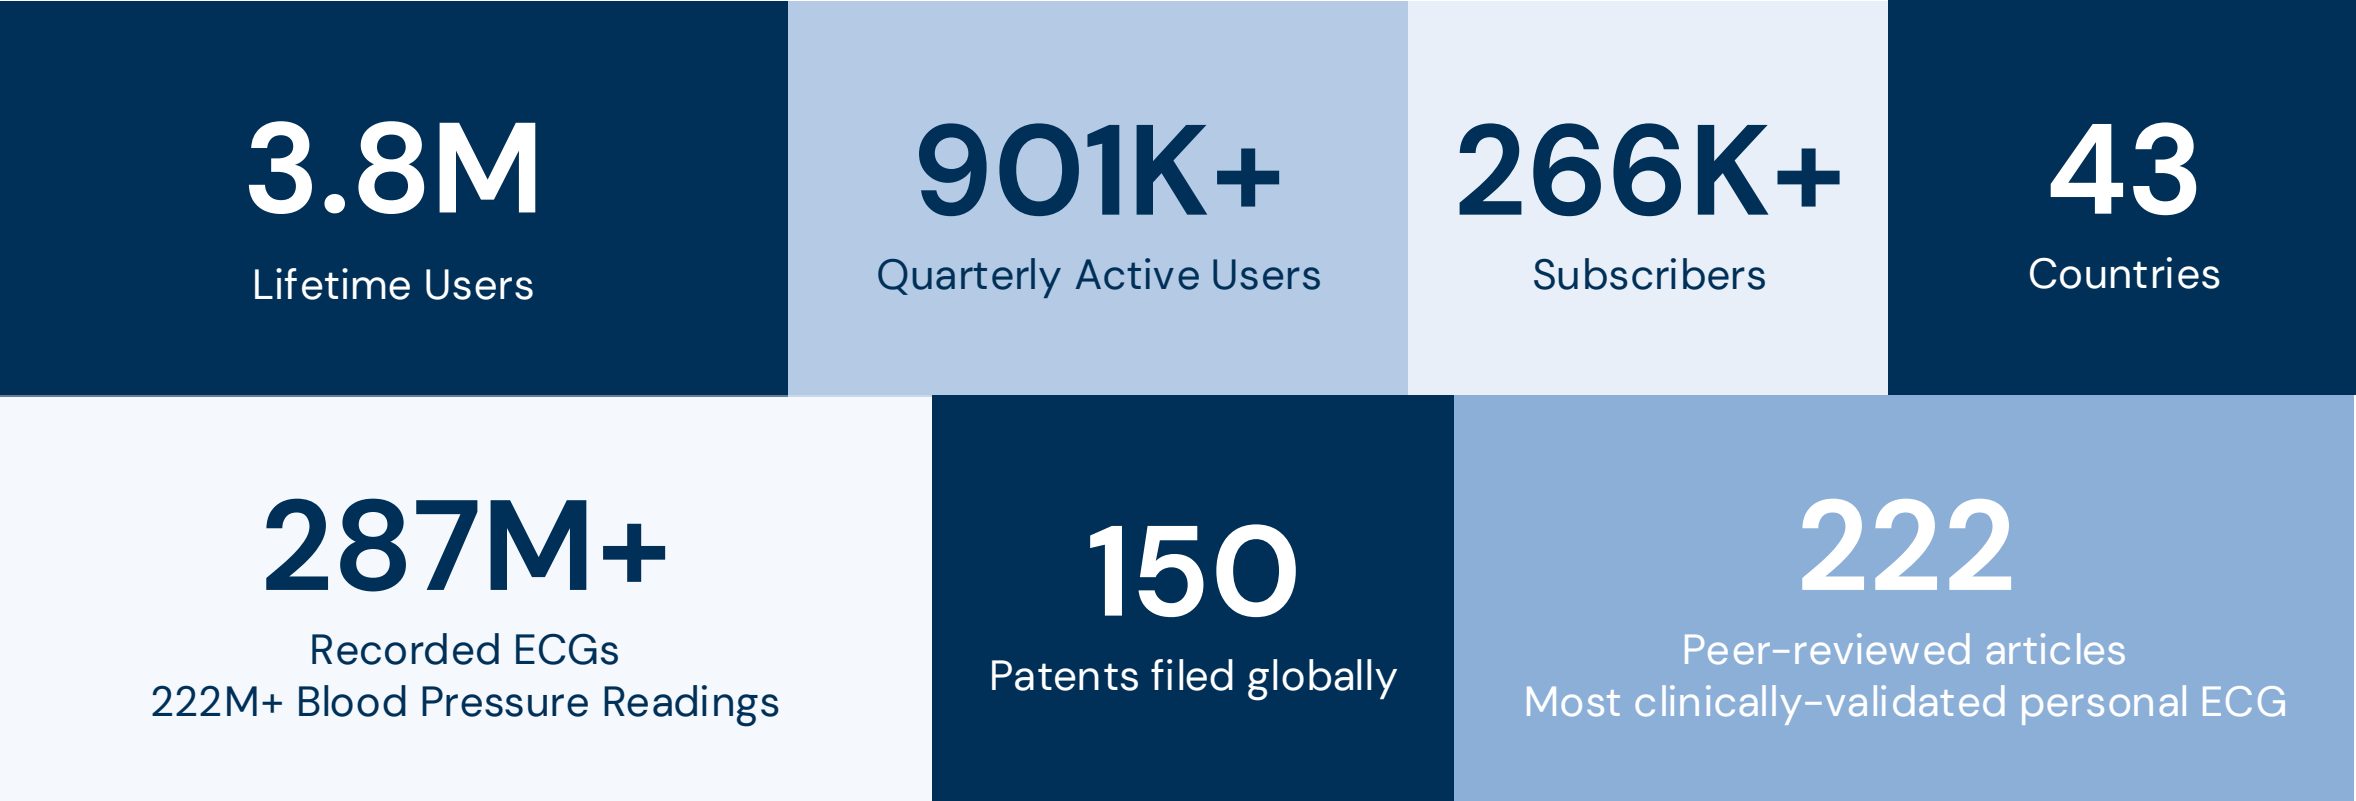 3.8M
Lifetime Users
901K+
Quarterly Active Users
266K+
Subscribers
43
Countries
287M+
Recorded ECGs
222M+ Blood Pressure Readings
150
Patents filed globally
222
Peer-reviewed articles
Most clinically-validated personal ECG